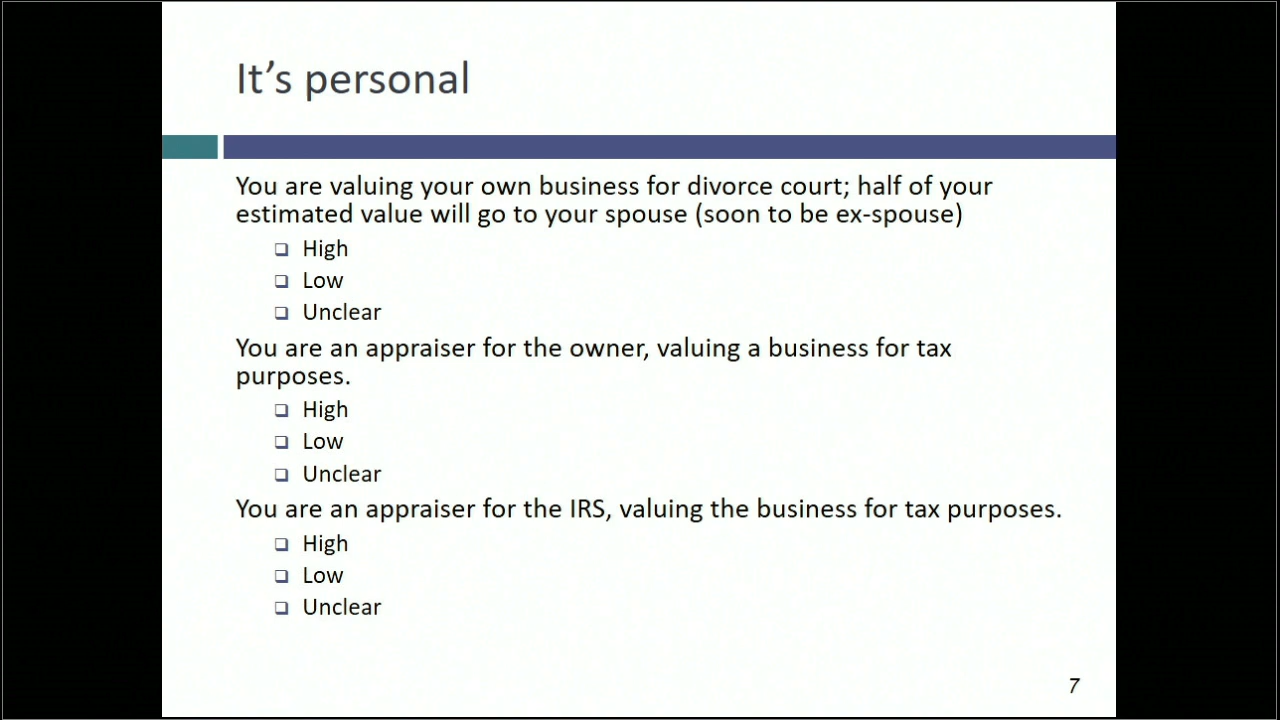 It’s personal
You are valuing your own business for divorce court; half of your
estimated value will go to your spouse (soon to be ex-spouse)
High
Low
Unclear
You are an appraiser for the owner, valuing a business for tax
purposes.
High
Low
Unclear
You are an appraiser for the IRS, valuing the business for tax purposes.
High
Low
Unclear
7